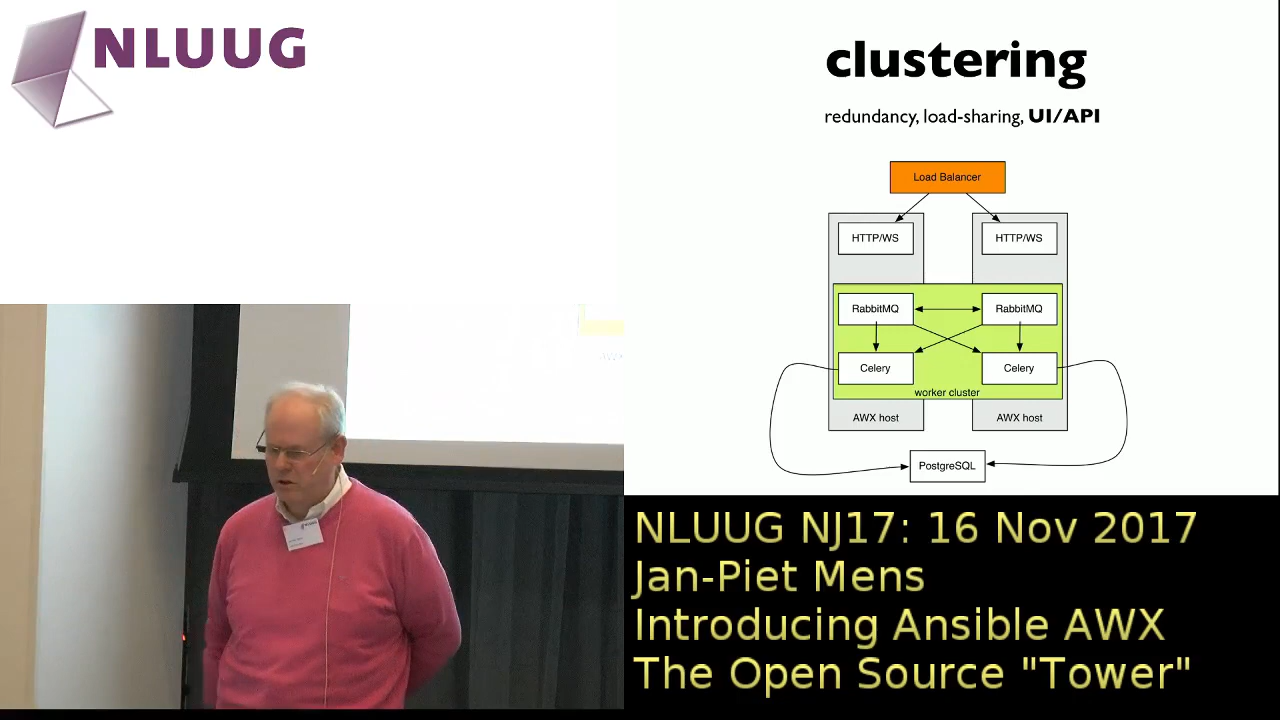 NLUUG
clustering
redundancy, load-sharing, UI/API
Load Balancer
HTTP/WS
HTTP/WS
RabbitMQ
RabbitMQ
Celery
Celery
worker cluster
AWX host
AWX host
PostgreSQL
NLUUG NJ17: 16 Nov 2017
Jan-Piet Mens
Introducing Ansible AWX
The Open Source "Tower"